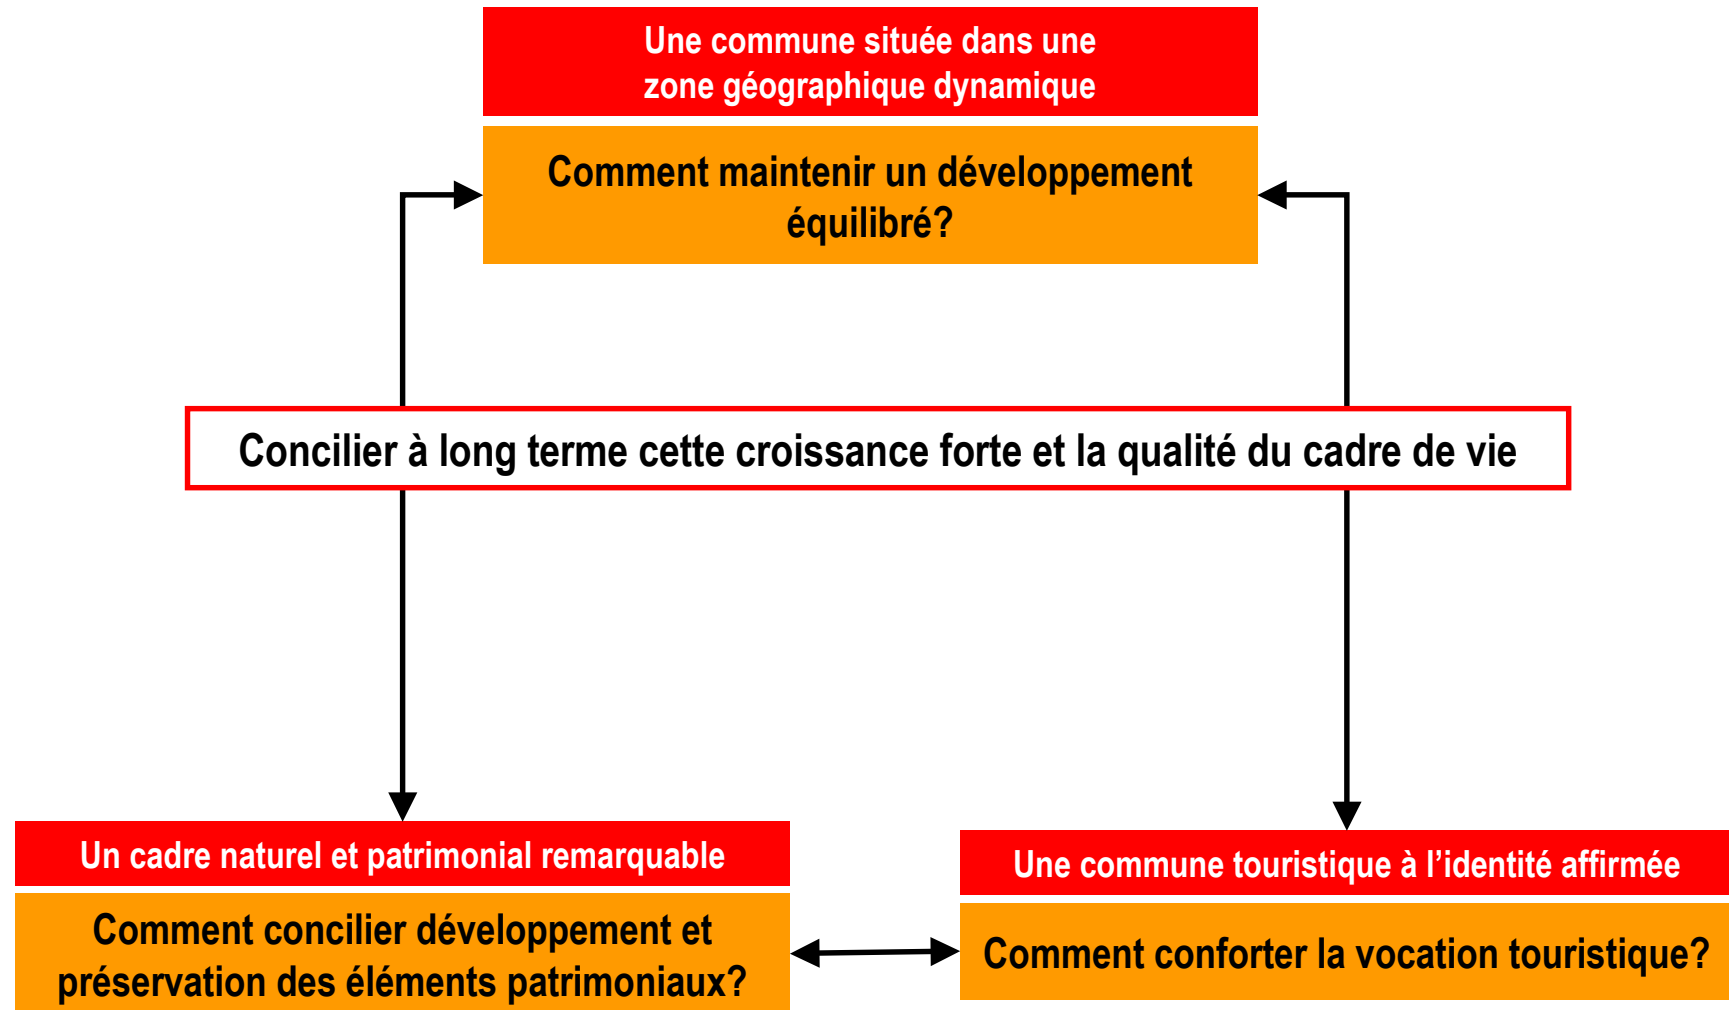 Une commune située dans une
zone géographique dynamique
Comment maintenir un développement
équilibré?
Concilier à long terme cette croissance forte et la qualité du cadre de vie
Un cadre naturel et patrimonial remarquable
Comment concilier développement et
préservation des éléments patrimoniaux?
Une commune touristique à l’identité affirmée
Comment conforter la vocation touristique?